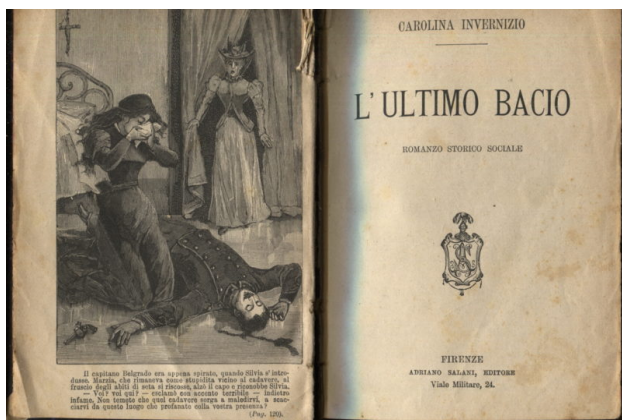 Il capitano Belgrado era appena spirato, quando Silvia s'intro-
dusse. Marzia, che rimaneva come stupidita vicino al cadavere, al
fruscio degli abiti di seta si riscosse, alzò il capo e riconobbe Silvia.
— Voi? voi qui? — esclamò con accento terribile — indietro
infame. Non temete che quel cadavere sorga a maledirvi, a scac-
ciarvi da questo luogo che profanate colla vostra presenza?
(Pag. 120).
CAROLINA INVERNIZIO
L'ULTIMO BACIO
ROMANZO STORICO SOCIALE
FIRENZE
ADRIANO SALANI, EDITORE
Viale Militare, 24.